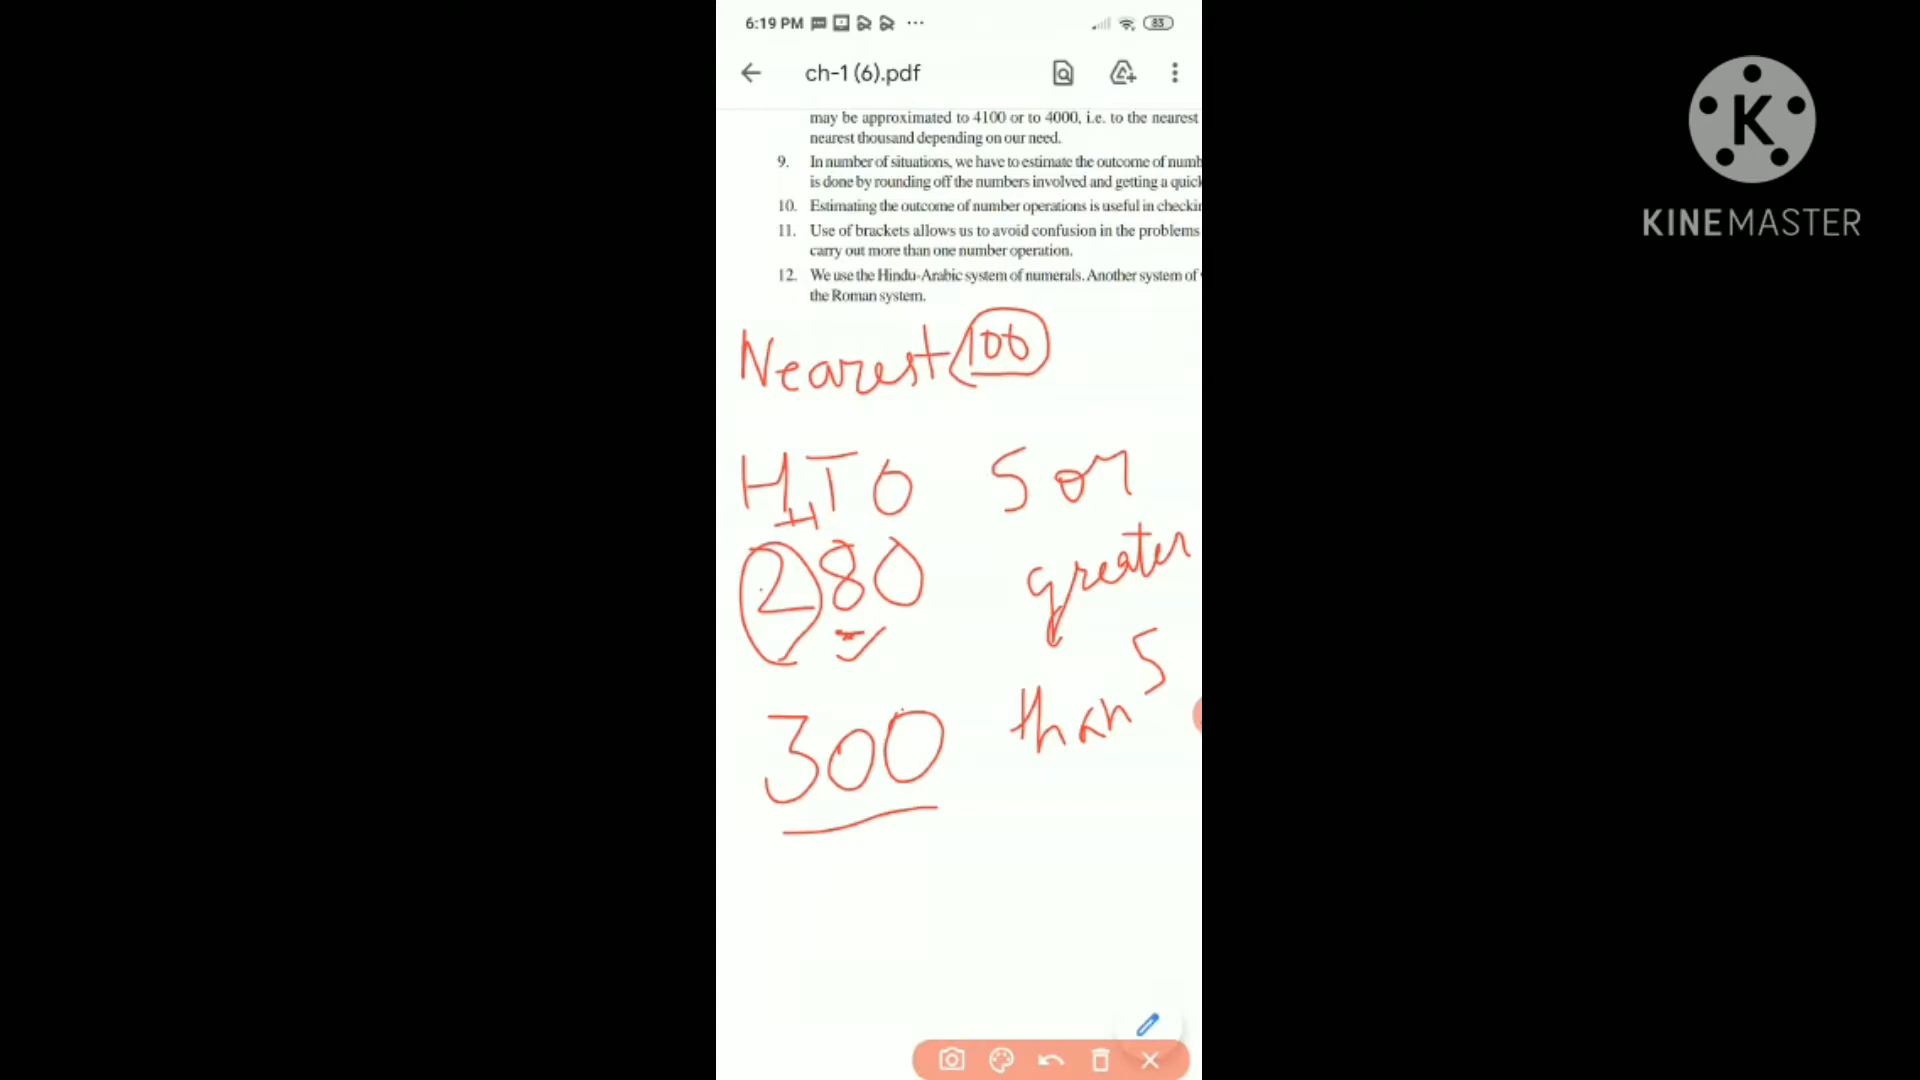 6:19 PM
83
ch-1 (6).pdf
may be approximated to 4100 or to 4000, i.e. to the nearest
nearest thousand depending on our need.
9. In number of situations, we have to estimate the outcome of numb
is done by rounding off the numbers involved and getting a quick
10. Estimating the outcome of number operations is useful in checkin
11. Use of brackets allows us to avoid confusion in the problems
carry out more than one number operation.
12. We use the Hindu-Arabic system of numerals. Another system of
the Roman system.
Nearest 100
H T O
+1
280
300
5 or
greater
than 5
K
KINEMASTER